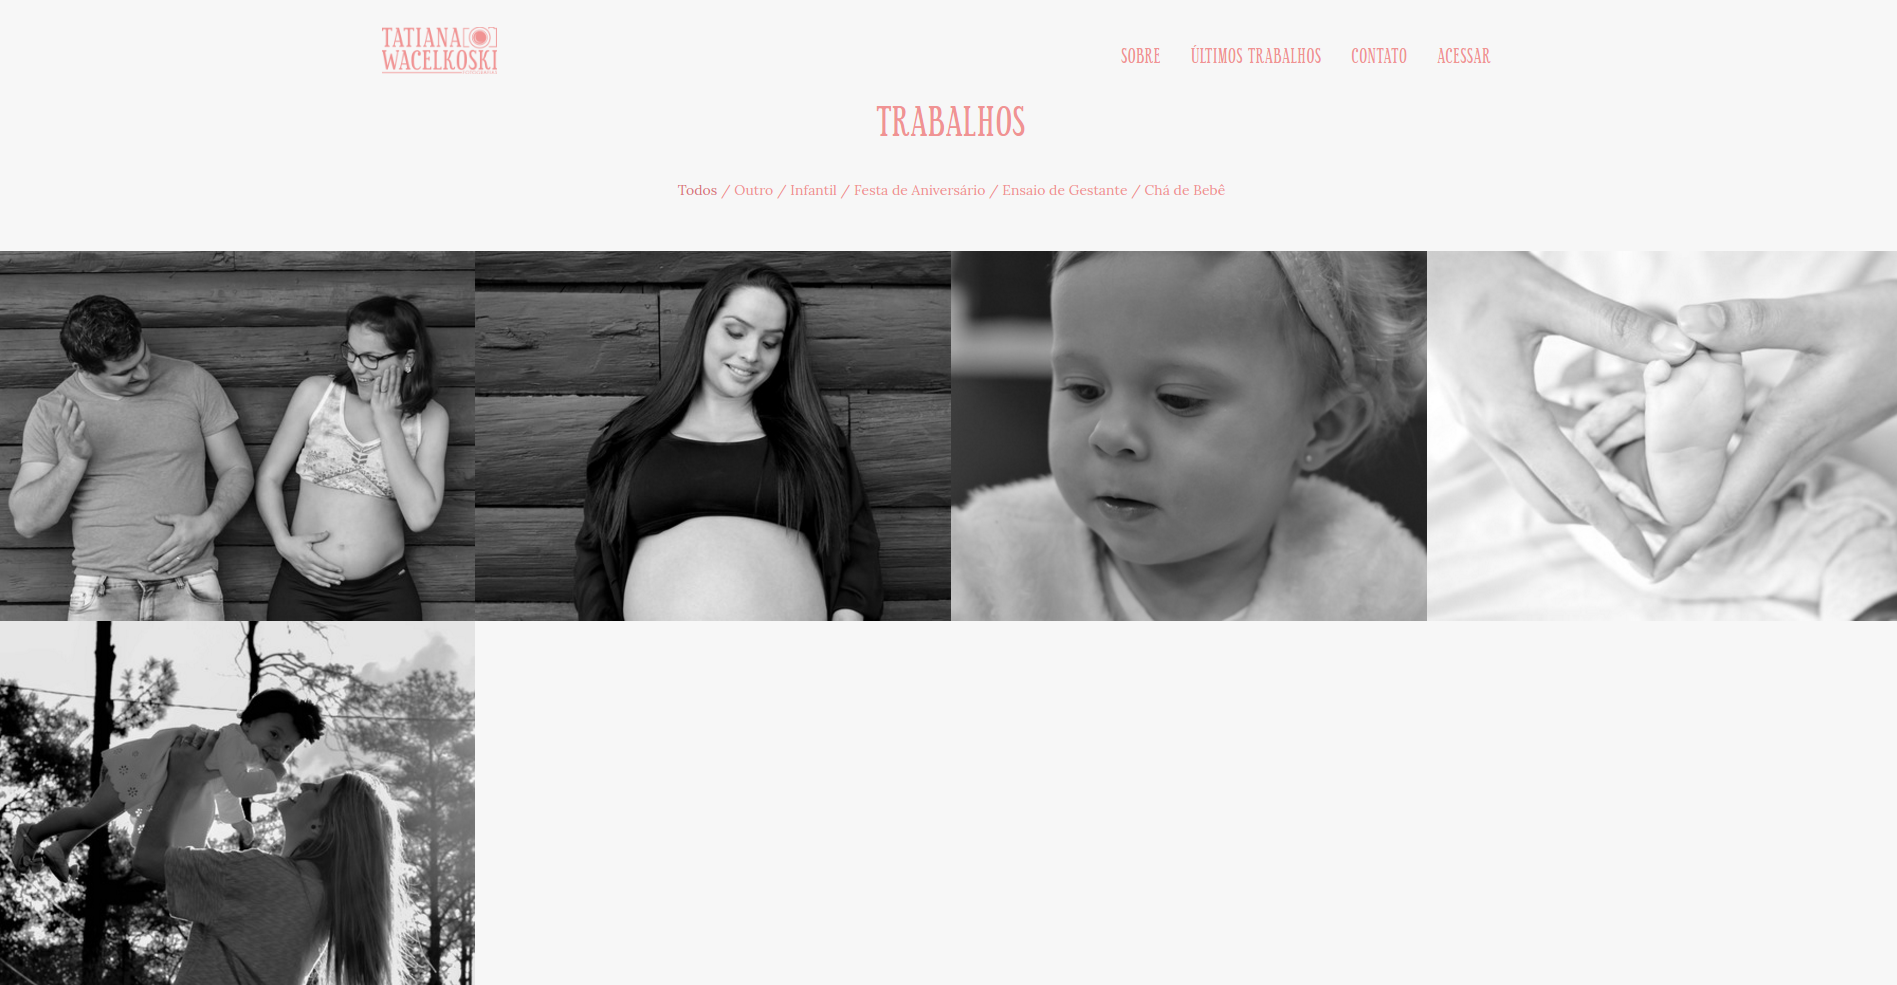 TATIANA
WACELKOSKI
SOBRE ÚLTIMOS TRABALHOS CONTATO ACESSAR
TRABALHOS
Todos / Outro / Infantil / Festa de Aniversário / Ensaio de Gestante / Chá de Bebê